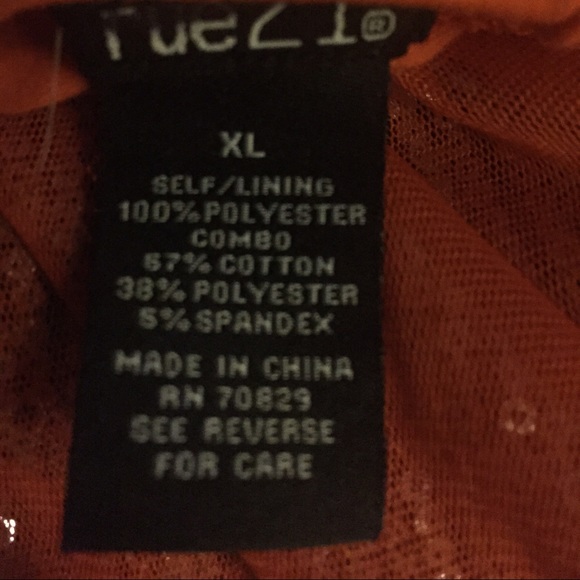 rue21®
XL
SELF/LINING
100% POLYESTER
COMBO
57% COTTON
38% POLYESTER
5% SPANDEX
MADE IN CHINA
RN 70829
SEE REVERSE
FOR CARE